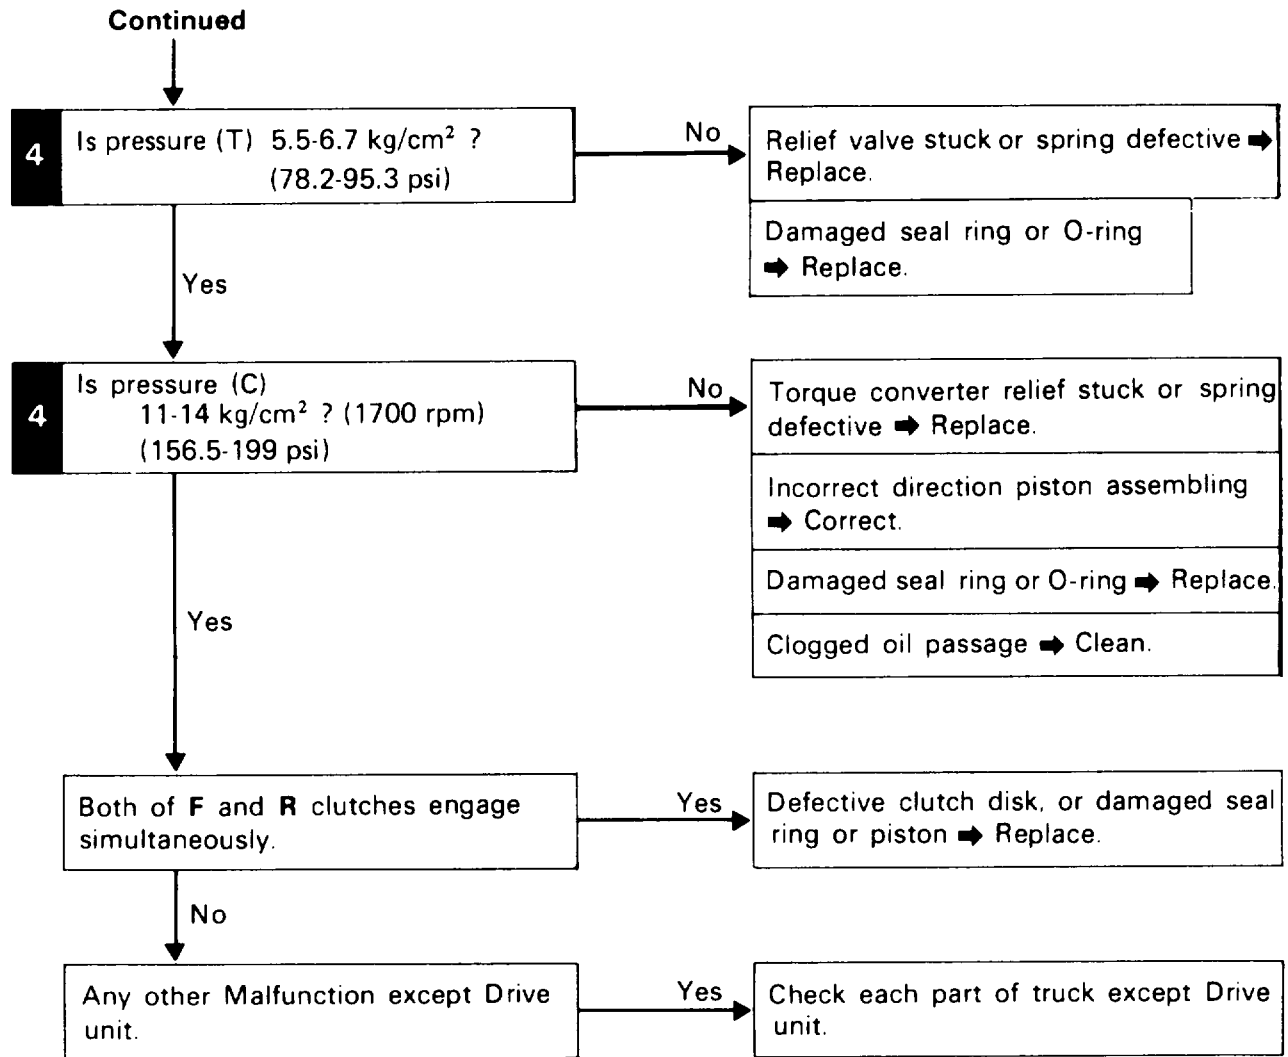 Continued
4
Is pressure (T) 5.5-6.7 kg/cm² ?
(78.2-95.3 psi)
No
Relief valve stuck or spring defective ➡
Replace.
Damaged seal ring or O-ring
➡ Replace.
Yes
4
Is pressure (C)
11-14 kg/cm² ? (1700 rpm)
(156.5-199 psi)
No
Torque converter relief stuck or spring
defective ➡ Replace.
Incorrect direction piston assembling
➡ Correct.
Damaged seal ring or O-ring ➡ Replace.
Clogged oil passage ➡ Clean.
Yes
Both of F and R clutches engage
simultaneously.
Yes
Defective clutch disk, or damaged seal
ring or piston ➡ Replace.
No
Any other Malfunction except Drive
unit.
Yes
Check each part of truck except Drive
unit.